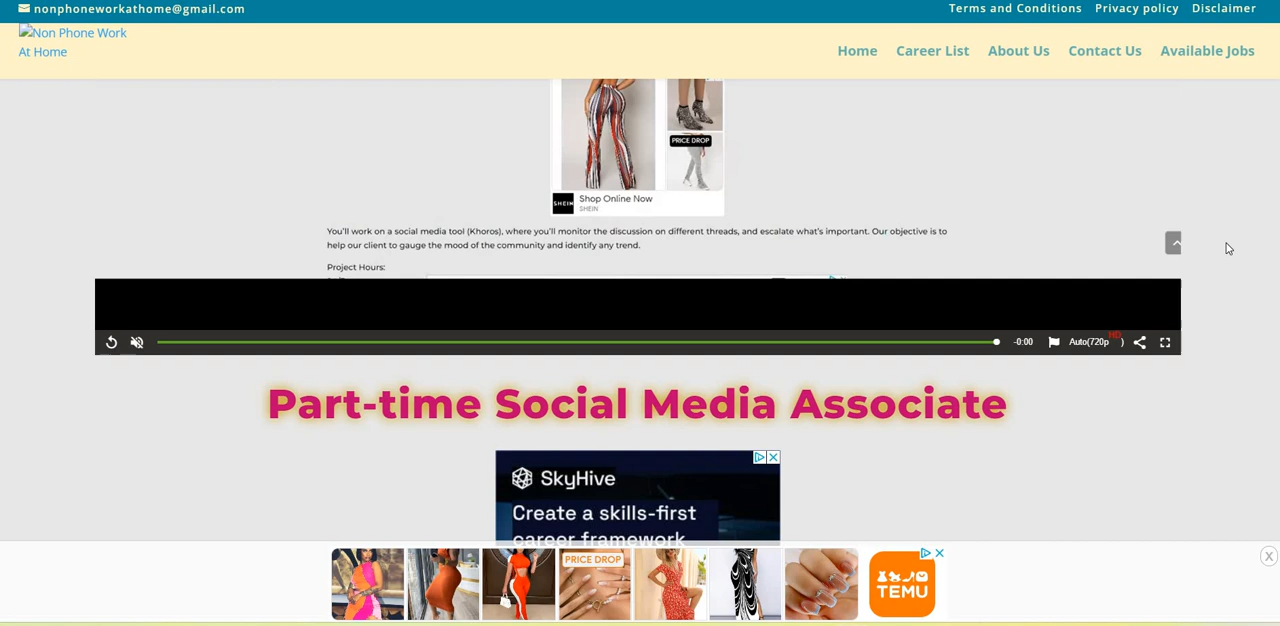 nonphoneworkathome@gmail.com
Terms and Conditions Privacy policy Disclaimer
Non Phone Work
At Home
Home Career List About Us Contact Us Available Jobs
PRICE DROP
SHEIN
Shop Online Now
SHEIN
You'll work on a social media tool (Khoros), where you'll monitor the discussion on different threads, and escalate what's important. Our objective is to
help our client to gauge the mood of the community and identify any trend.
Project Hours:
-0:00 Auto(720p HD )
Part-time Social Media Associate
SkyHive
Create a skills-first
career framework
PRICE DROP
TEMU
X